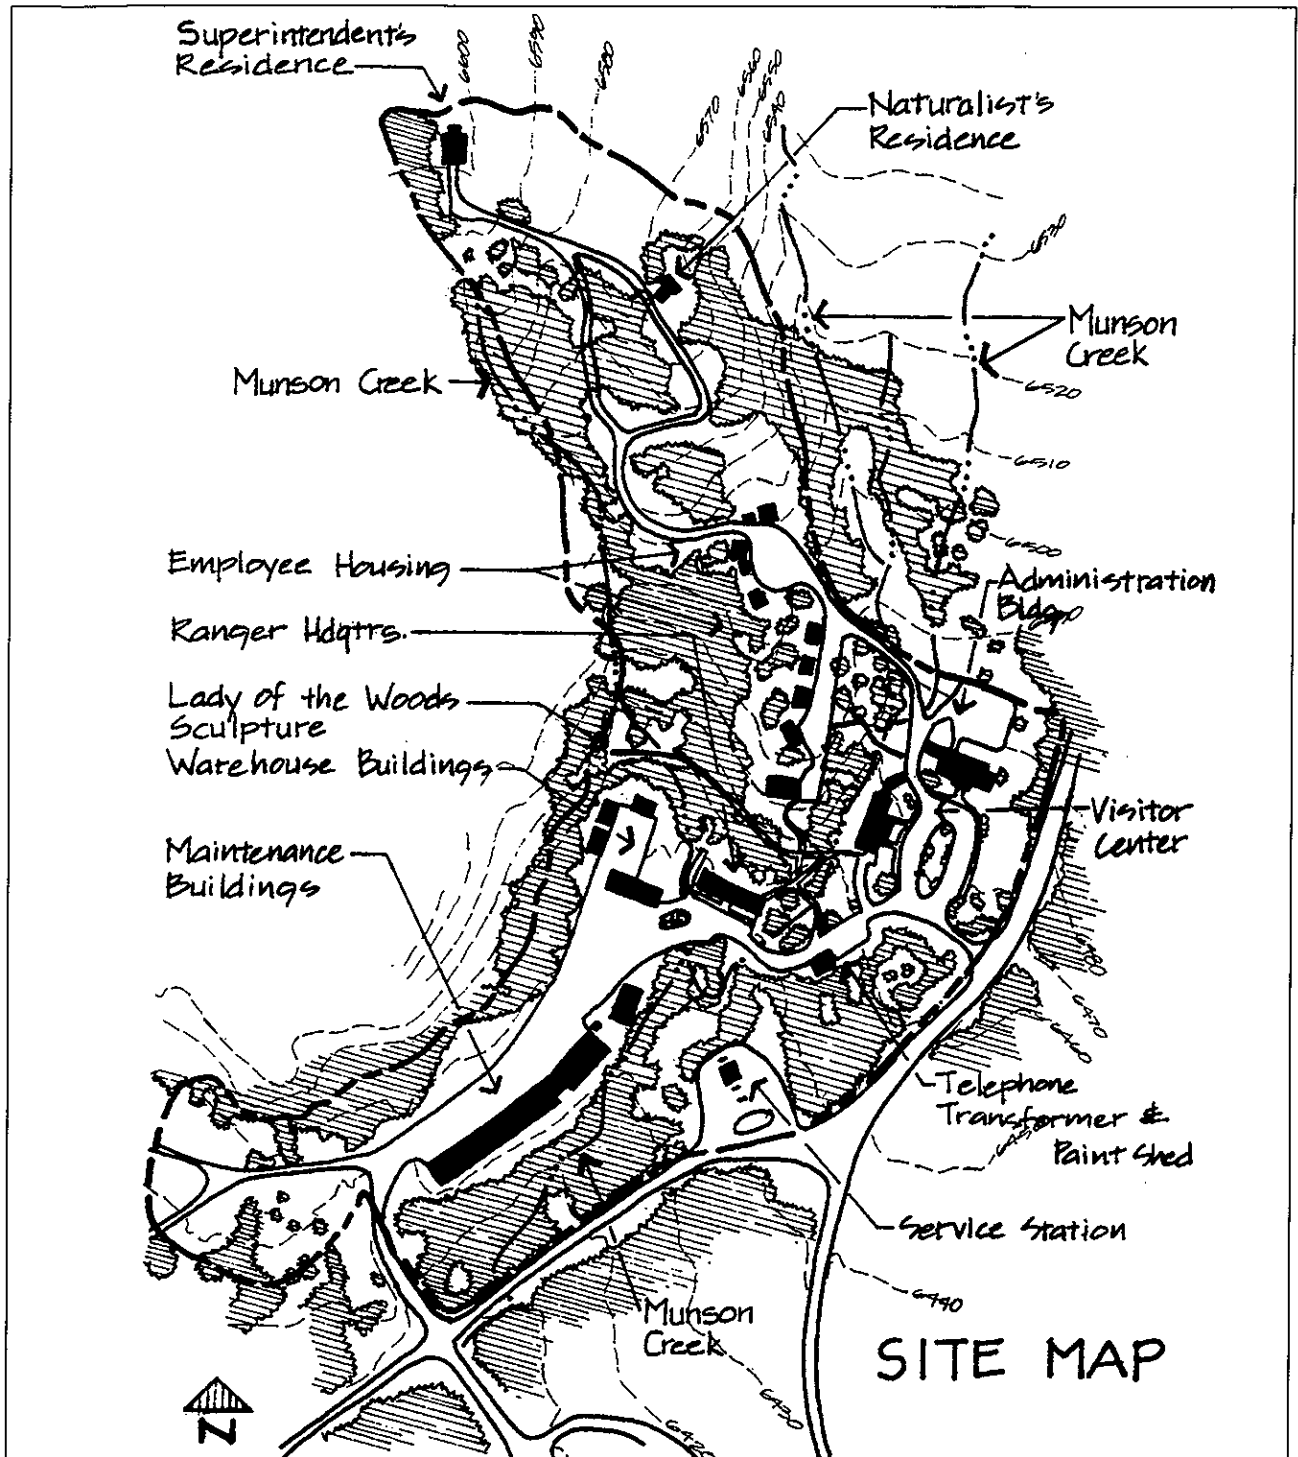 Superintendent's
Residence
6600
6590
6580
6570
6560
6550
6540
Naturalist's
Residence
6530
Munson
Creek
6520
Munson Creek
6510
6500
Employee Housing
Administration
Bldg.
Ranger Hdqtrs.
Lady of the Woods
Sculpture
Warehouse Buildings
Visitor
Center
Maintenance
Buildings
6480
6470
6460
Telephone
Transformer &
Paint Shed
Service Station
6440
Munson
Creek
SITE MAP
6430
6420
N